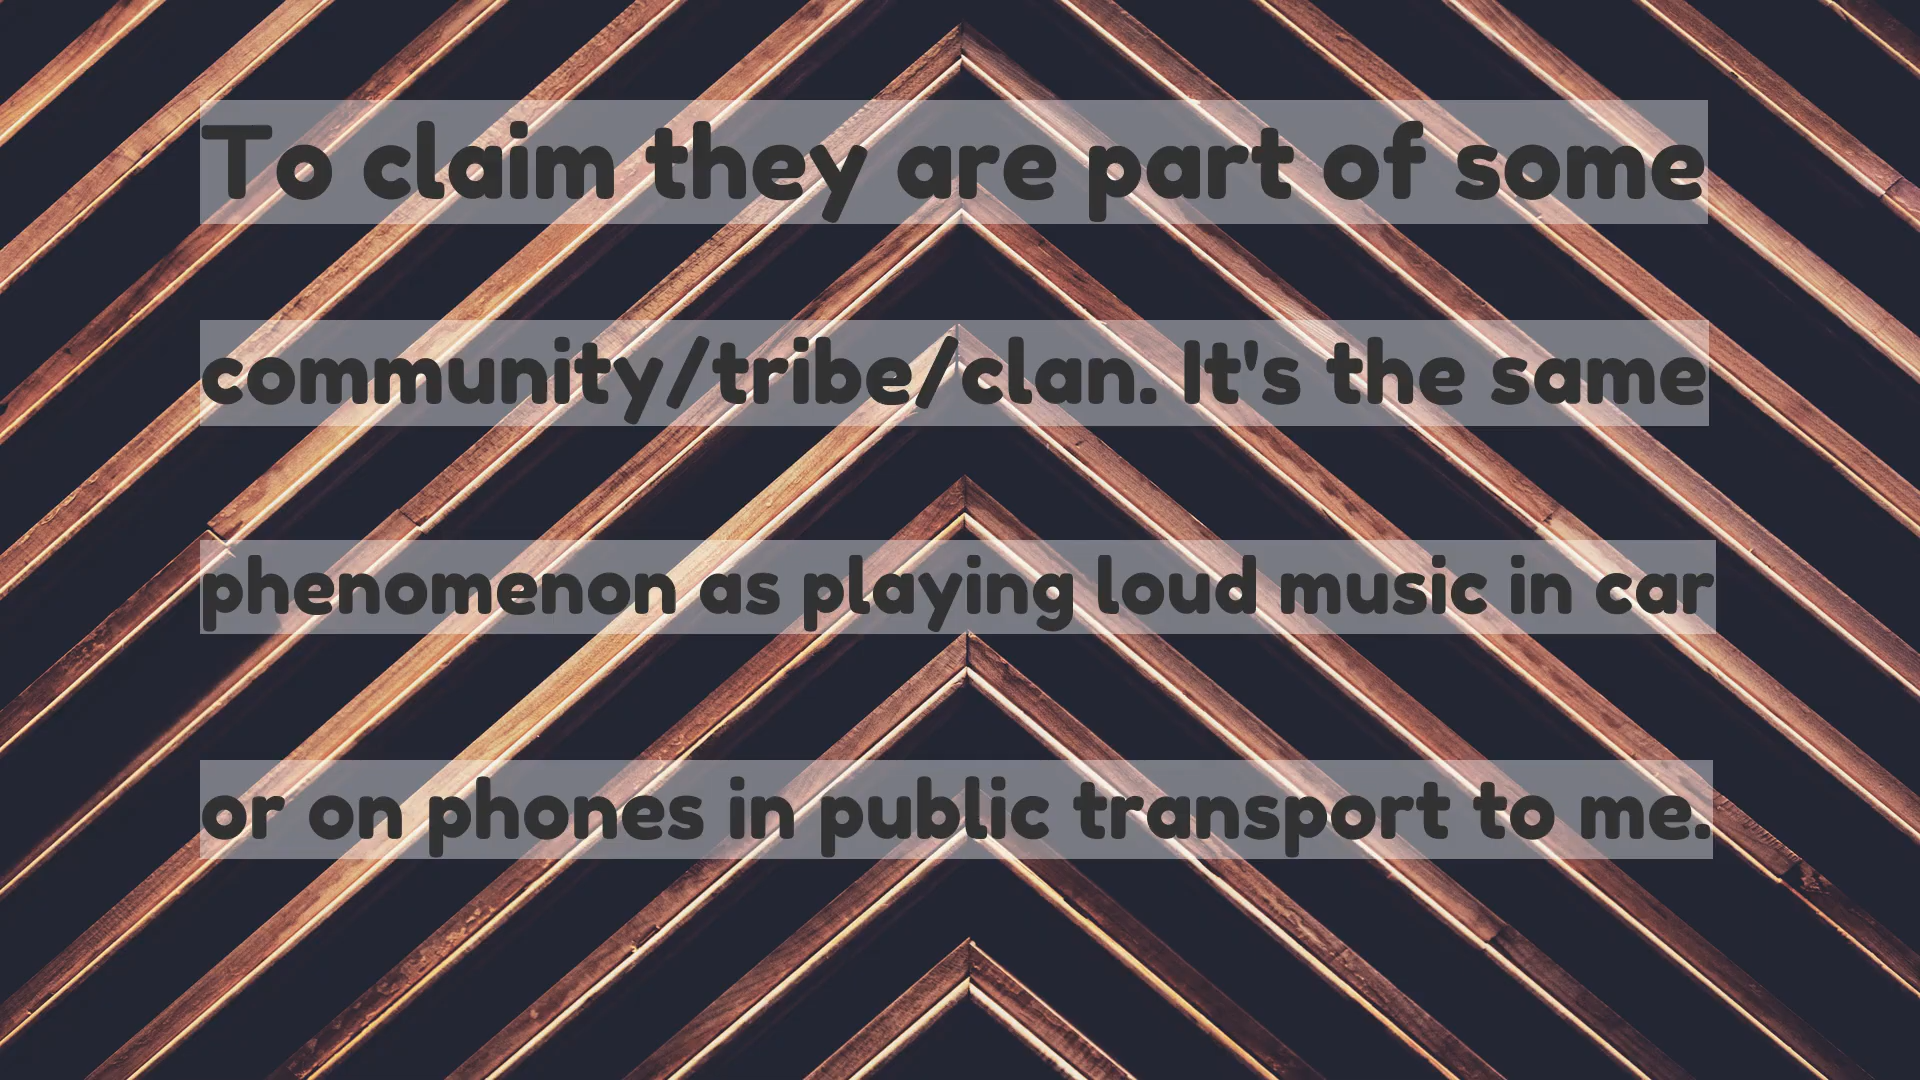 To claim they are part of some
community/tribe/clan. It's the same
phenomenon as playing loud music in car
or on phones in public transport to me.